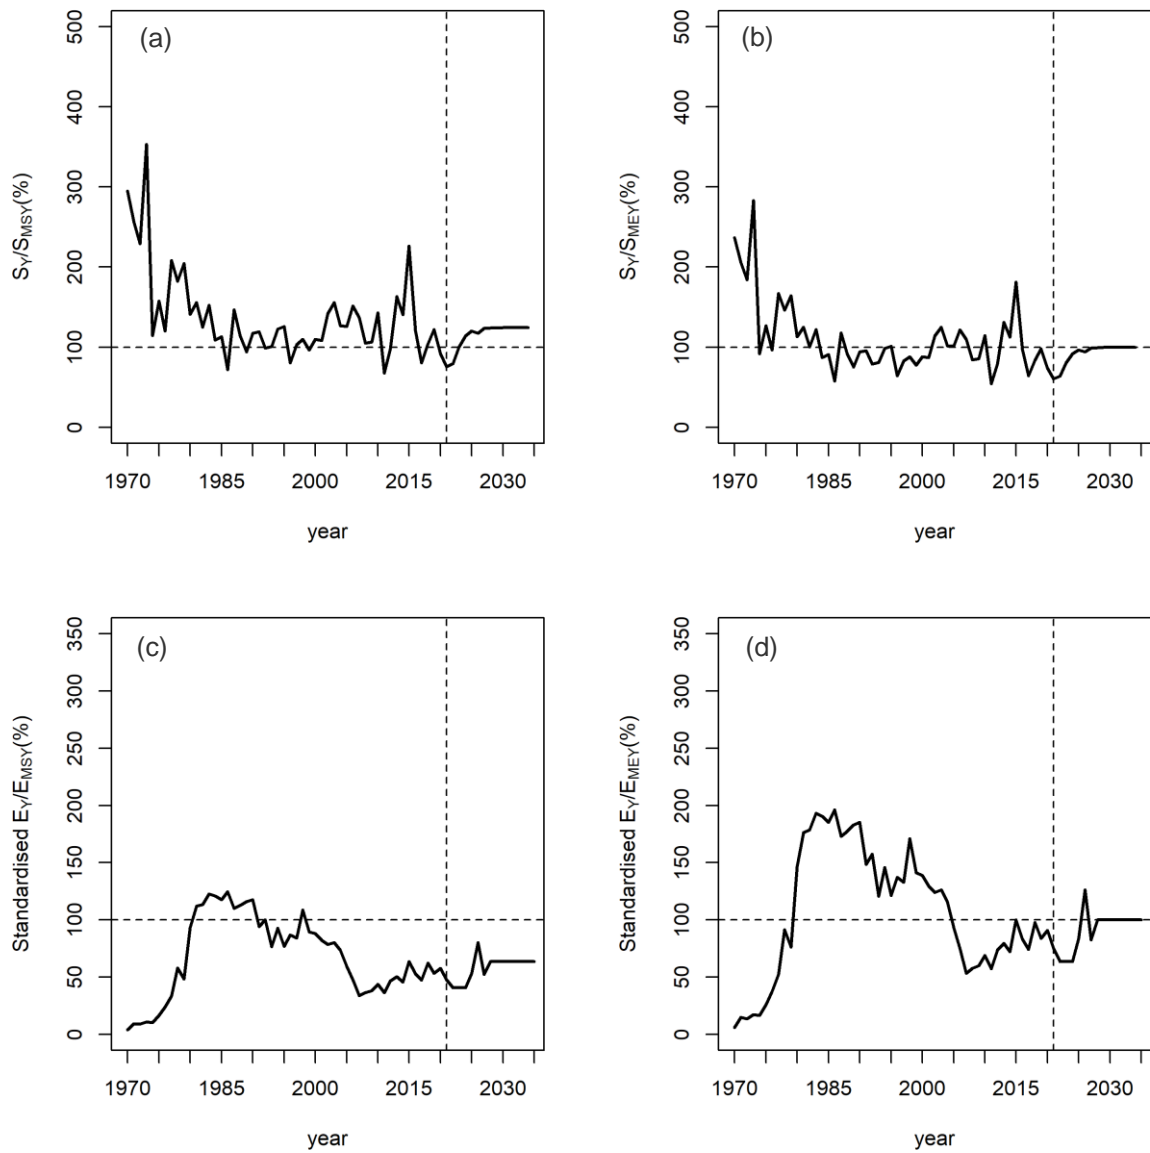 (a)
500
400
300
200
100
0
S_Y/S_MSY(%)
1970 1985 2000 2015 2030
year
(b)
500
400
300
200
100
0
S_Y/S_MEY(%)
1970 1985 2000 2015 2030
year
(c)
350
300
250
200
150
100
50
0
Standardised E_Y/E_MSY(%)
1970 1985 2000 2015 2030
year
(d)
350
300
250
200
150
100
50
0
Standardised E_Y/E_MEY(%)
1970 1985 2000 2015 2030
year